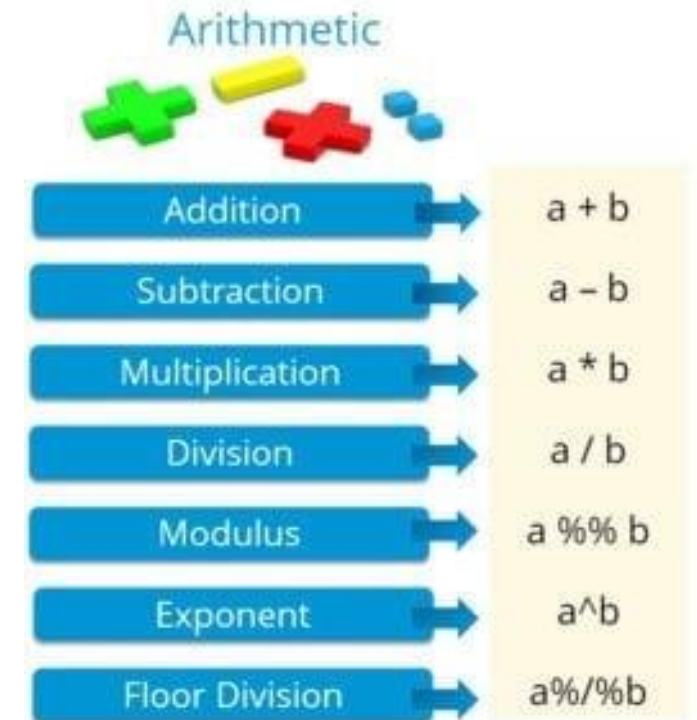 Arithmetic
Addition a + b
Subtraction a – b
Multiplication a * b
Division a / b
Modulus a %% b
Exponent a^b
Floor Division a%/%b